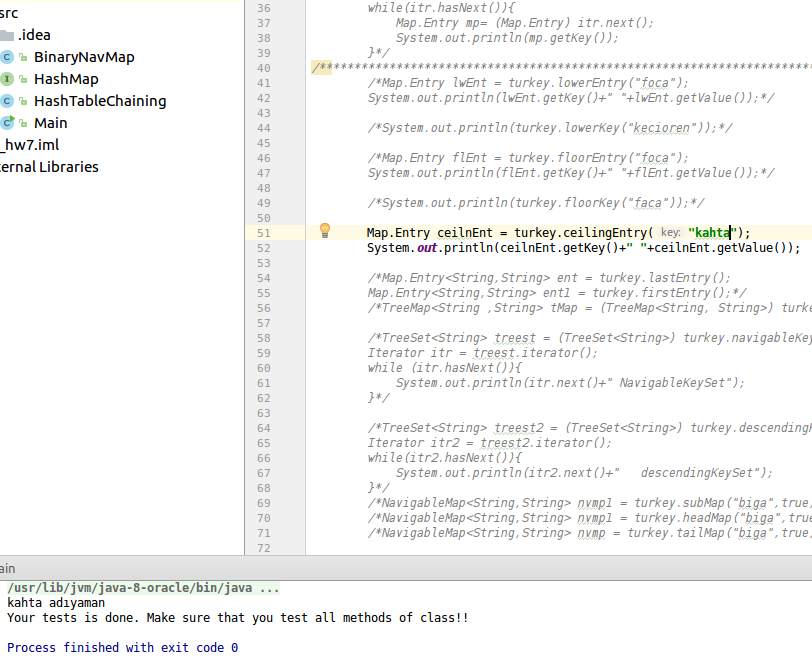 src
.idea
BinaryNavMap
HashMap
HashTableChaining
Main
_hw7.iml
ternal Libraries
36 while(itr.hasNext()){
37 Map.Entry mp= (Map.Entry) itr.next();
38 System.out.println(mp.getKey());
39 }*/
40 /**********************************************************************
41 /*Map.Entry lwEnt = turkey.lowerEntry("foca");
42 System.out.println(lwEnt.getKey()+" "+lwEnt.getValue());*/
43
44 /*System.out.println(turkey.lowerKey("kecioren"));*/
45
46 /*Map.Entry flEnt = turkey.floorEntry("foca");
47 System.out.println(flEnt.getKey()+" "+flEnt.getValue());*/
48
49 /*System.out.println(turkey.floorKey("faca"));*/
50
51 Map.Entry ceilnEnt = turkey.ceilingEntry( key: "kahta");
52 System.out.println(ceilnEnt.getKey()+" "+ceilnEnt.getValue());
53
54 /*Map.Entry<String,String> ent = turkey.lastEntry();
55 Map.Entry<String,String> ent1 = turkey.firstEntry();*/
56 /*TreeMap<String ,String> tMap = (TreeMap<String, String>) turke
57
58 /*TreeSet<String> treest = (TreeSet<String>) turkey.navigableKey
59 Iterator itr = treest.iterator();
60 while (itr.hasNext()){
61 System.out.println(itr.next()+" NavigableKeySet");
62 }*/
63
64 /*TreeSet<String> treest2 = (TreeSet<String>) turkey.descendingK
65 Iterator itr2 = treest2.iterator();
66 while(itr2.hasNext()){
67 System.out.println(itr2.next()+"   descendingKeySet");
68 }*/
69 /*NavigableMap<String,String> nvmp1 = turkey.subMap("biga",true,
70 /*NavigableMap<String,String> nvmp1 = turkey.headMap("biga",true
71 /*NavigableMap<String,String> nvmp = turkey.tailMap("biga",true,
72
ain
/usr/lib/jvm/java-8-oracle/bin/java ...
kahta adıyaman
Your tests is done. Make sure that you test all methods of class!!
Process finished with exit code 0